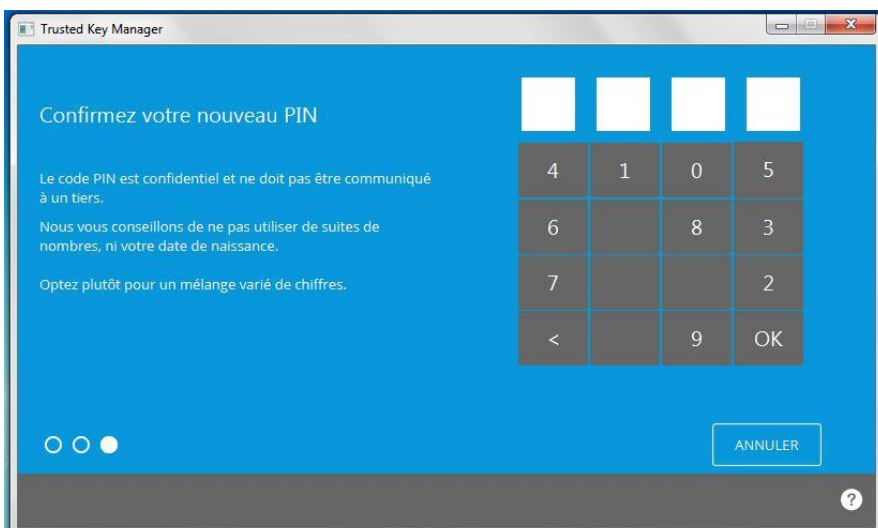 Trusted Key Manager
Confirmez votre nouveau PIN
Le code PIN est confidentiel et ne doit pas être communiqué
à un tiers.
Nous vous conseillons de ne pas utiliser de suites de
nombres, ni votre date de naissance.
Optez plutôt pour un mélange varié de chiffres.
4 1 0 5
6 8 3
7 2
< 9 OK
ANNULER
?